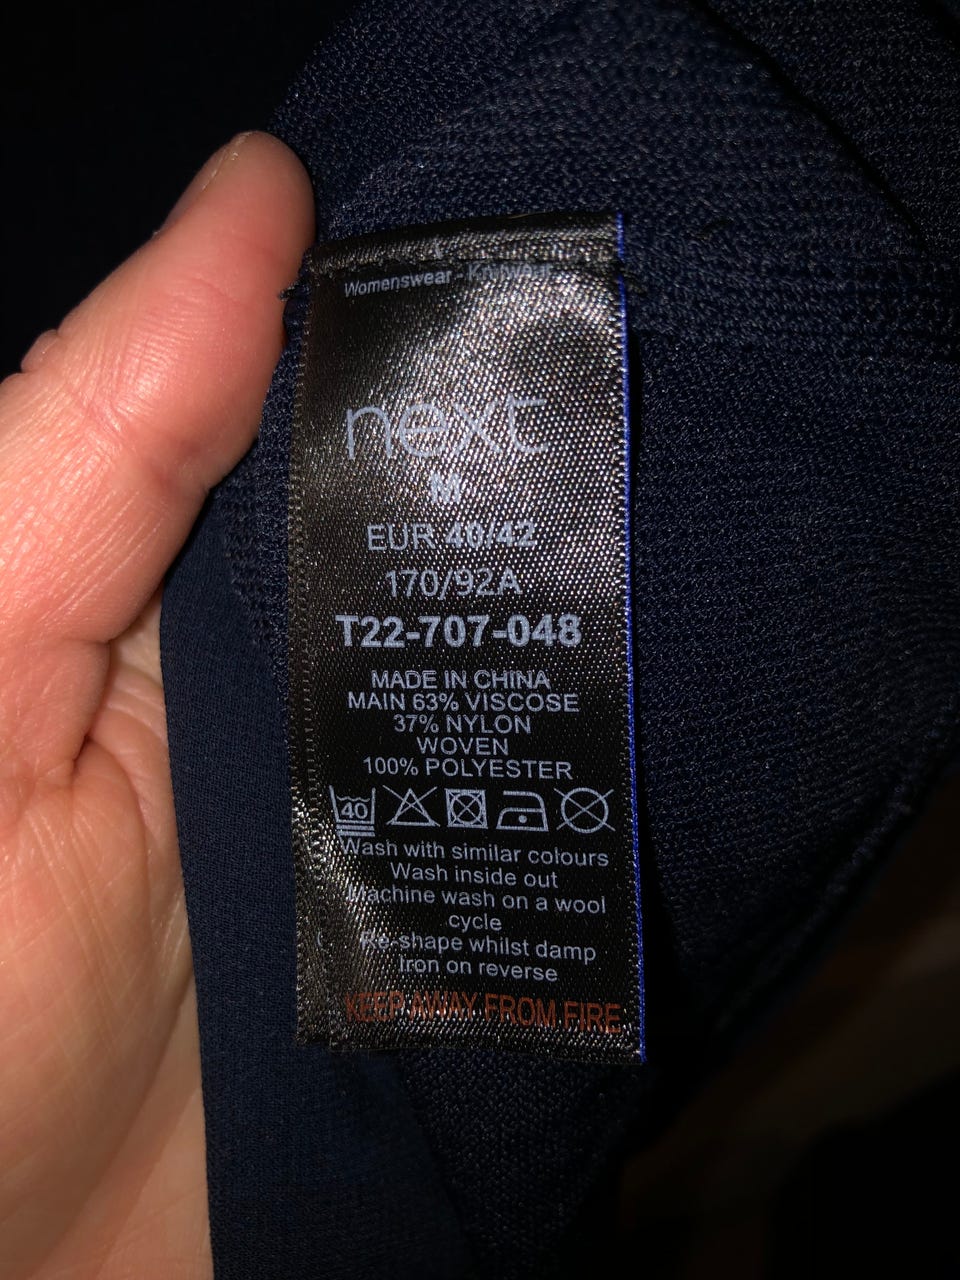 Womenswear - Knitwear
next
M
EUR 40/42
170/92A
T22-707-048
MADE IN CHINA
MAIN 63% VISCOSE
37% NYLON
WOVEN
100% POLYESTER
40
Wash with similar colours
Wash inside out
Machine wash on a wool
cycle
Re-shape whilst damp
Iron on reverse
KEEP AWAY FROM FIRE